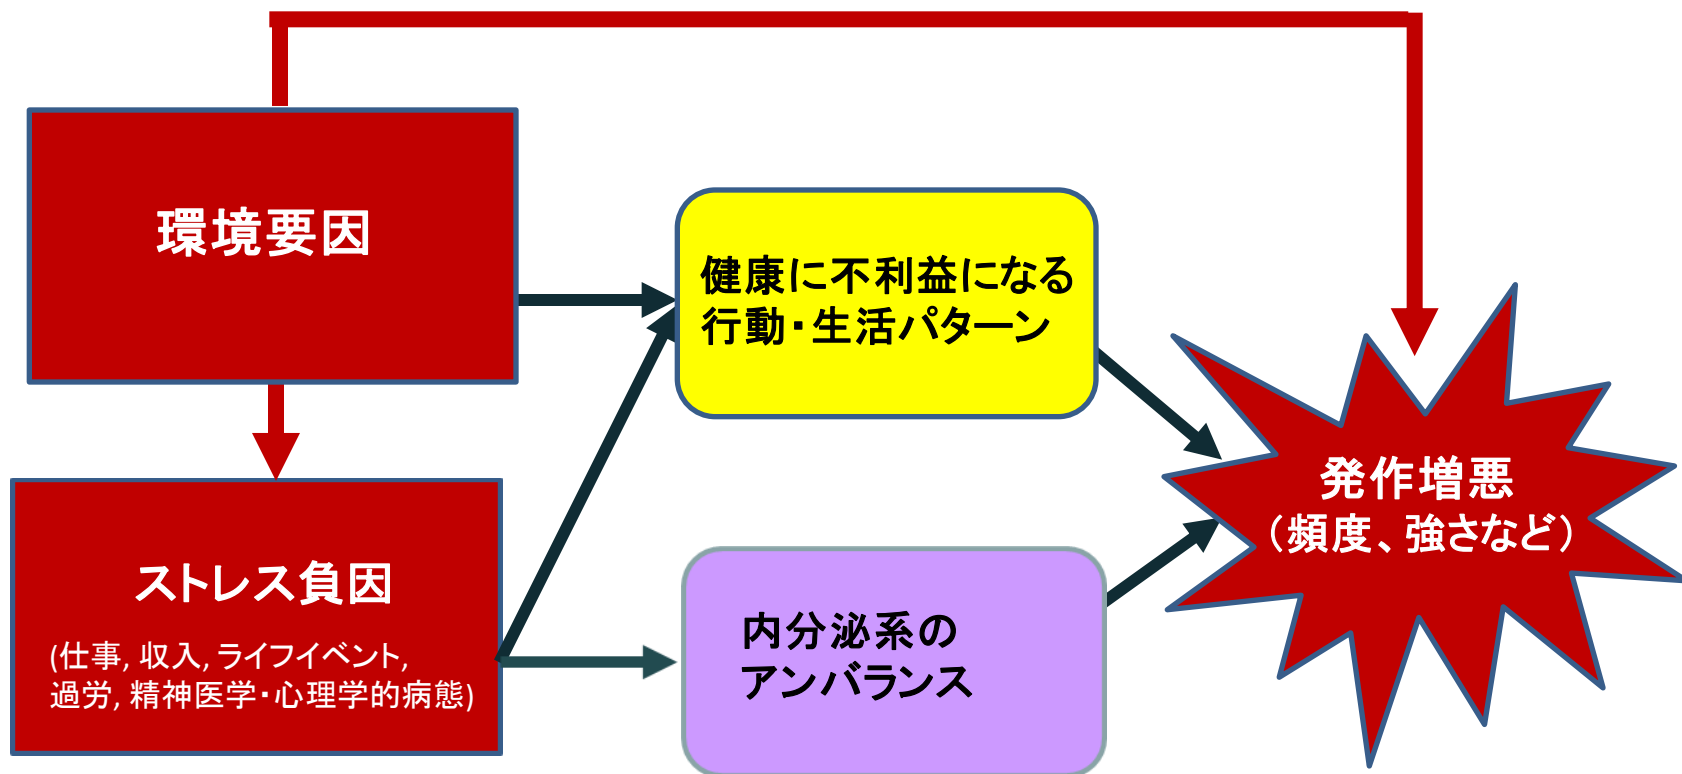 環境要因
健康に不利益になる
行動・生活パターン
発作増悪
（頻度、強さなど）
ストレス負因
(仕事, 収入, ライフイベント,
過労, 精神医学・心理学的病態)
内分泌系の
アンバランス